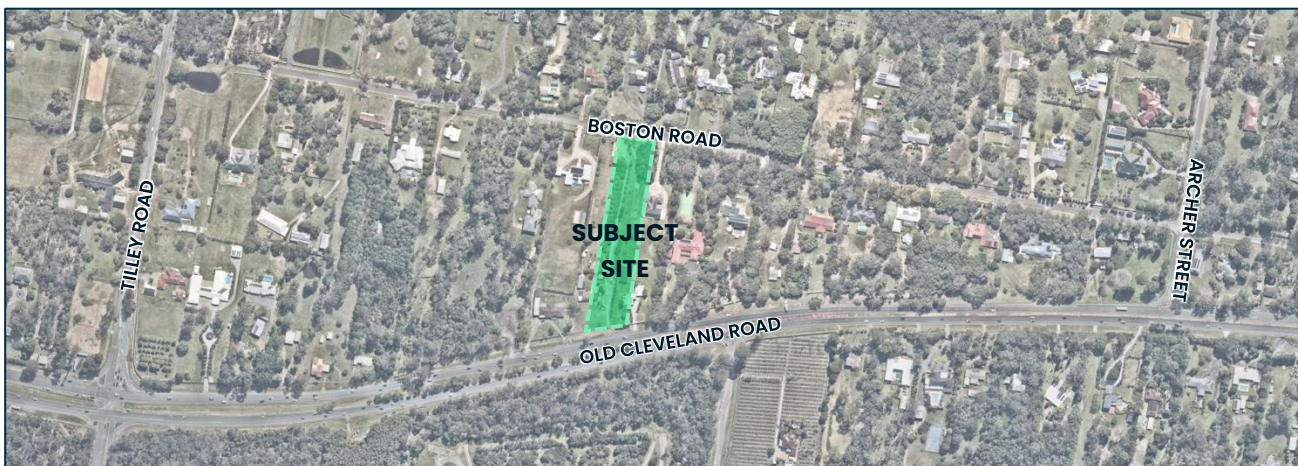 BOSTON ROAD
ARCHER STREET
TILLEY ROAD
SUBJECT
SITE
OLD CLEVELAND ROAD